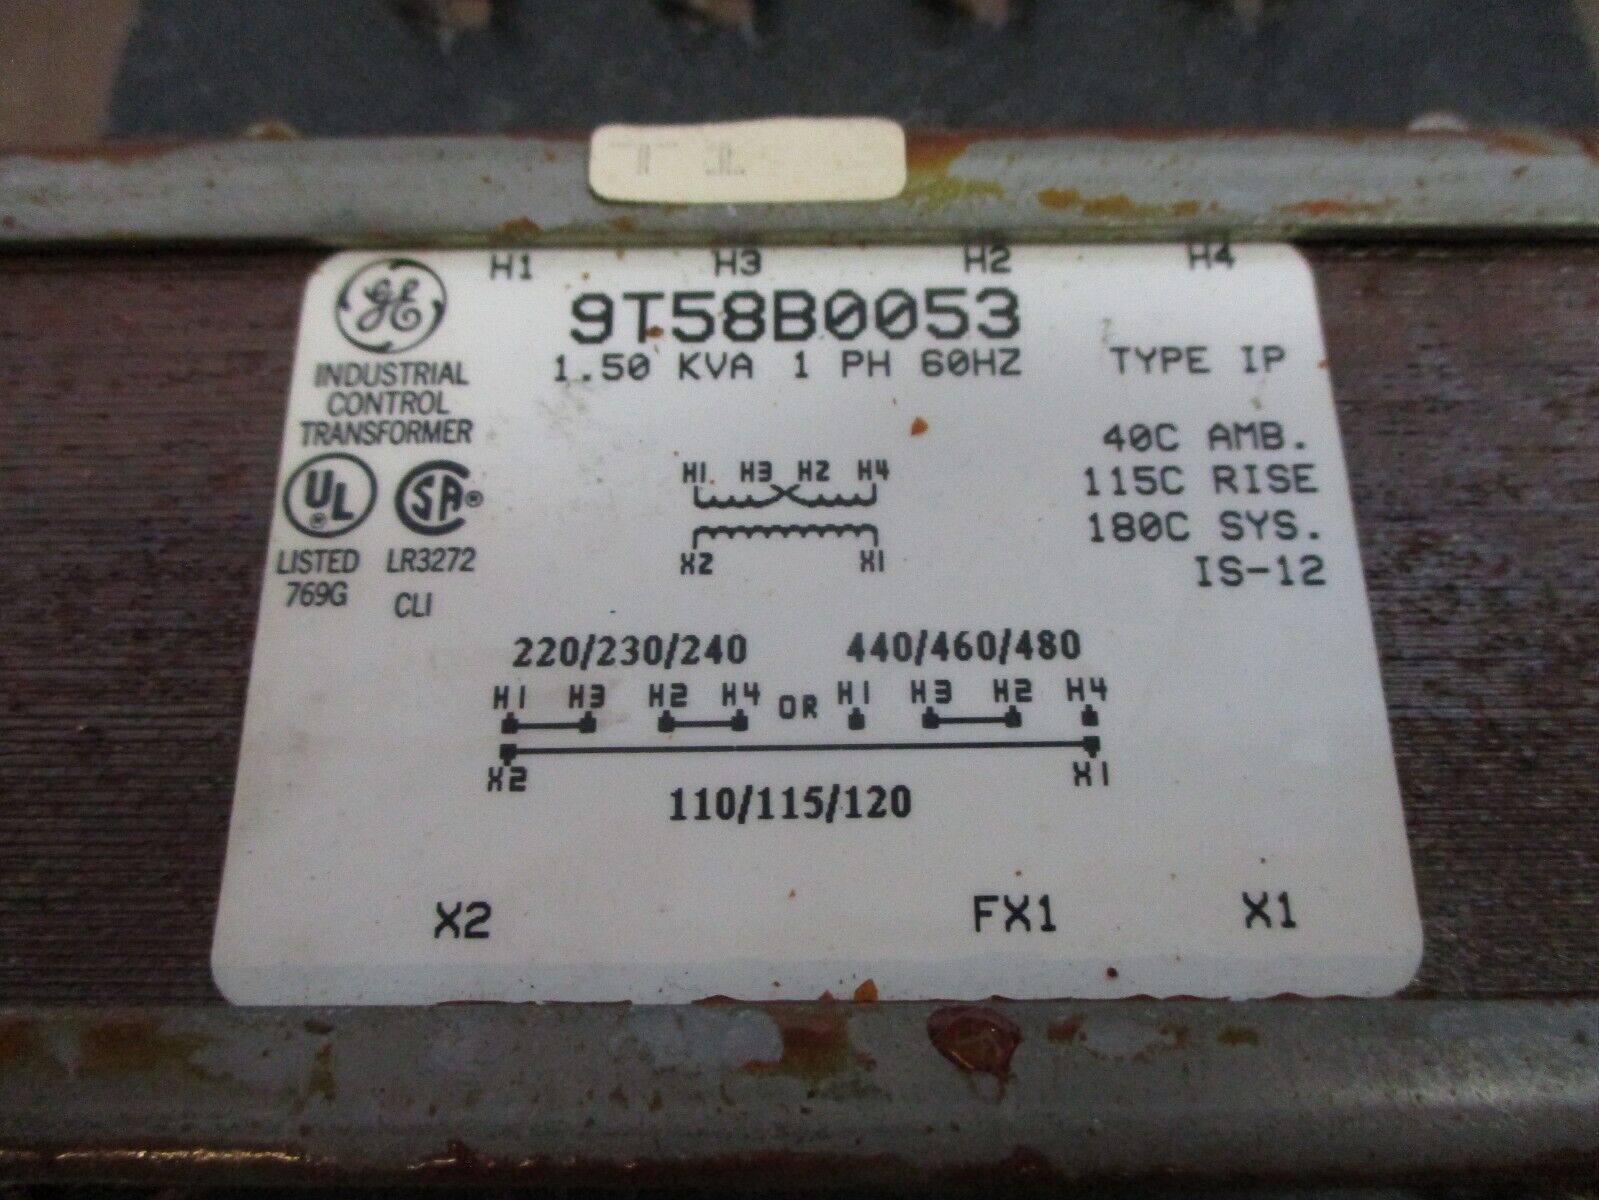 H1 H3 H2 H4
GE
9T58B0053
1.50 KVA 1 PH 60HZ TYPE IP
INDUSTRIAL
CONTROL
TRANSFORMER
40C AMB.
115C RISE
180C SYS.
IS-12
UL ®
SA ®
LISTED LR3272
769G CLI
H1 H3 H2 H4
X2 X1
220/230/240 440/460/480
H1 H3 H2 H4 OR H1 H3 H2 H4
X2 X1
110/115/120
X2 FX1 X1